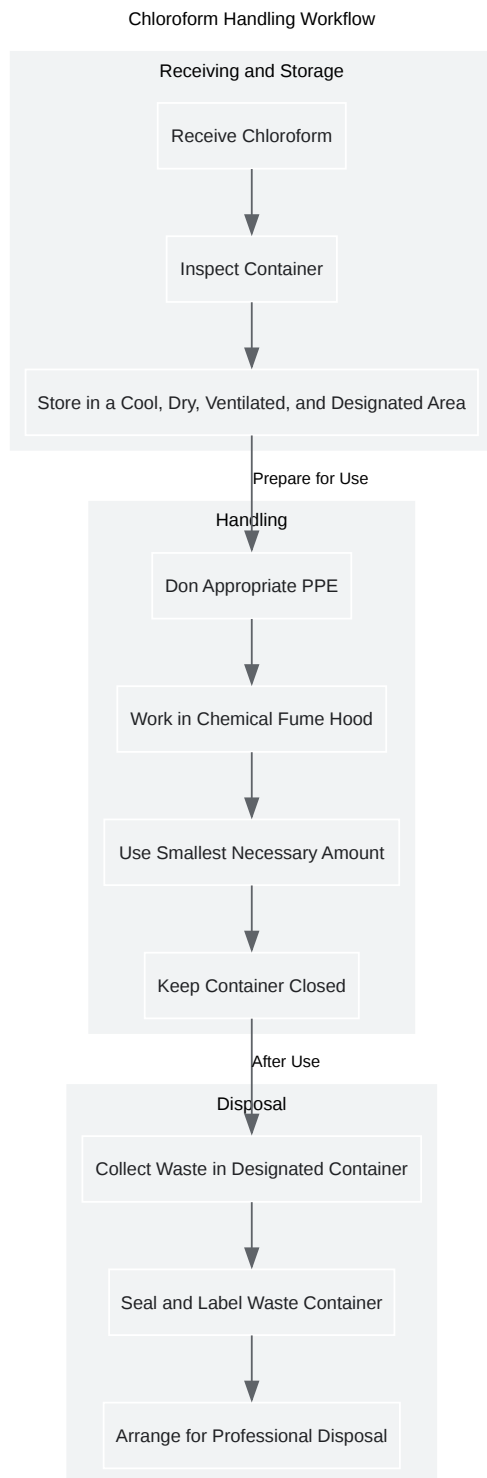 Chloroform Handling Workflow
Receiving and Storage
Receive Chloroform
Inspect Container
Store in a Cool, Dry, Ventilated, and Designated Area
Prepare for Use
Handling
Don Appropriate PPE
Work in Chemical Fume Hood
Use Smallest Necessary Amount
Keep Container Closed
After Use
Disposal
Collect Waste in Designated Container
Seal and Label Waste Container
Arrange for Professional Disposal